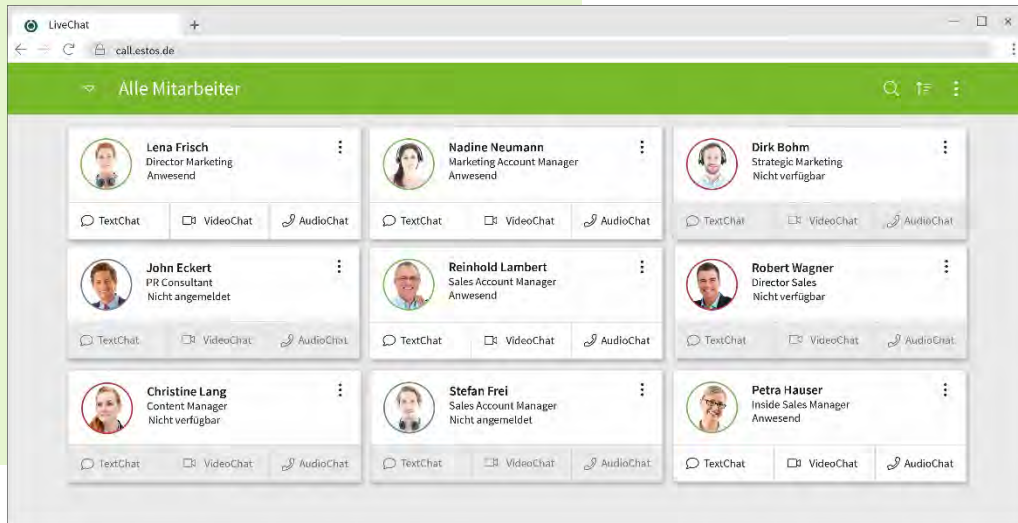 LiveChat
call.estos.de
Alle Mitarbeiter
Lena Frisch
Director Marketing
Anwesend
TextChat VideoChat AudioChat
Nadine Neumann
Marketing Account Manager
Anwesend
TextChat VideoChat AudioChat
Dirk Bohm
Strategic Marketing
Nicht verfügbar
TextChat VideoChat AudioChat
John Eckert
PR Consultant
Nicht angemeldet
TextChat VideoChat AudioChat
Reinhold Lambert
Sales Account Manager
Anwesend
TextChat VideoChat AudioChat
Robert Wagner
Director Sales
Nicht verfügbar
TextChat VideoChat AudioChat
Christine Lang
Content Manager
Nicht verfügbar
TextChat VideoChat AudioChat
Stefan Frei
Sales Account Manager
Nicht angemeldet
TextChat VideoChat AudioChat
Petra Hauser
Inside Sales Manager
Anwesend
TextChat VideoChat AudioChat